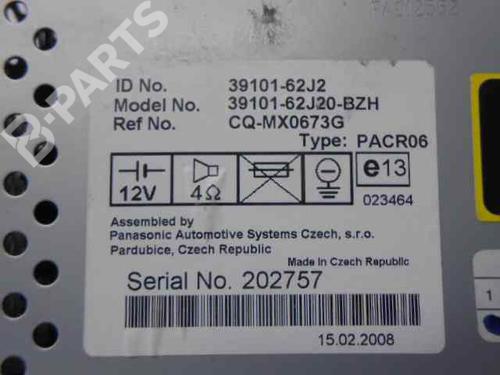 B-PARTS
ID No. 39101-62J2
Model No. 39101-62J20-BZH
Ref No. CQ-MX0673G
Type: PACR06
12V
4Ω
e13
023464
Assembled by
Panasonic Automotive Systems Czech, s.r.o.
Pardubice, Czech Republic
Made in Czech Republic
Serial No. 202757
15.02.2008
1